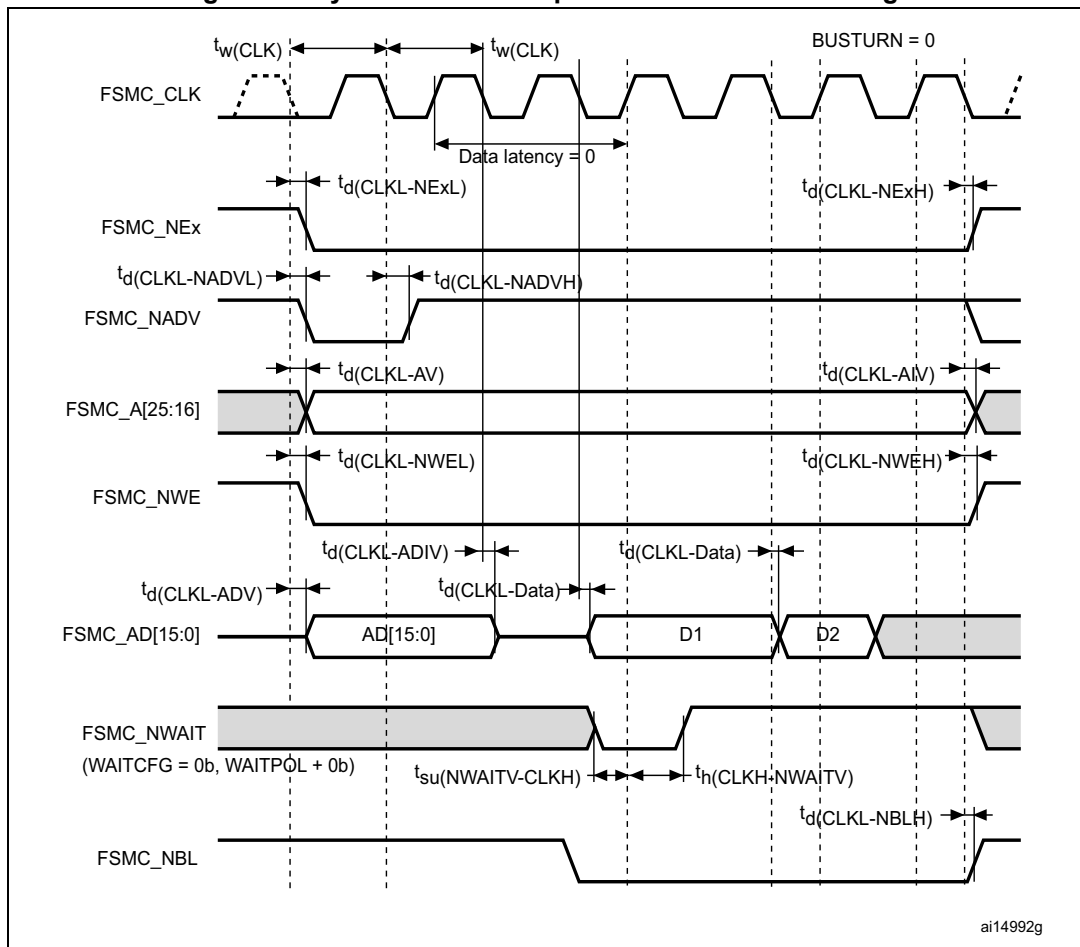 tw(CLK) tw(CLK) BUSTURN = 0
FSMC_CLK
Data latency = 0
td(CLKL-NExL) td(CLKL-NExH)
FSMC_NEx
td(CLKL-NADVL) td(CLKL-NADVH)
FSMC_NADV
td(CLKL-AV) td(CLKL-AIV)
FSMC_A[25:16]
td(CLKL-NWEL) td(CLKL-NWEH)
FSMC_NWE
td(CLKL-ADIV) td(CLKL-Data)
td(CLKL-ADV) td(CLKL-Data)
FSMC_AD[15:0] AD[15:0] D1 D2
FSMC_NWAIT
(WAITCFG = 0b, WAITPOL + 0b)
tsu(NWAITV-CLKH) th(CLKH-NWAITV)
td(CLKL-NBLH)
FSMC_NBL
ai14992g